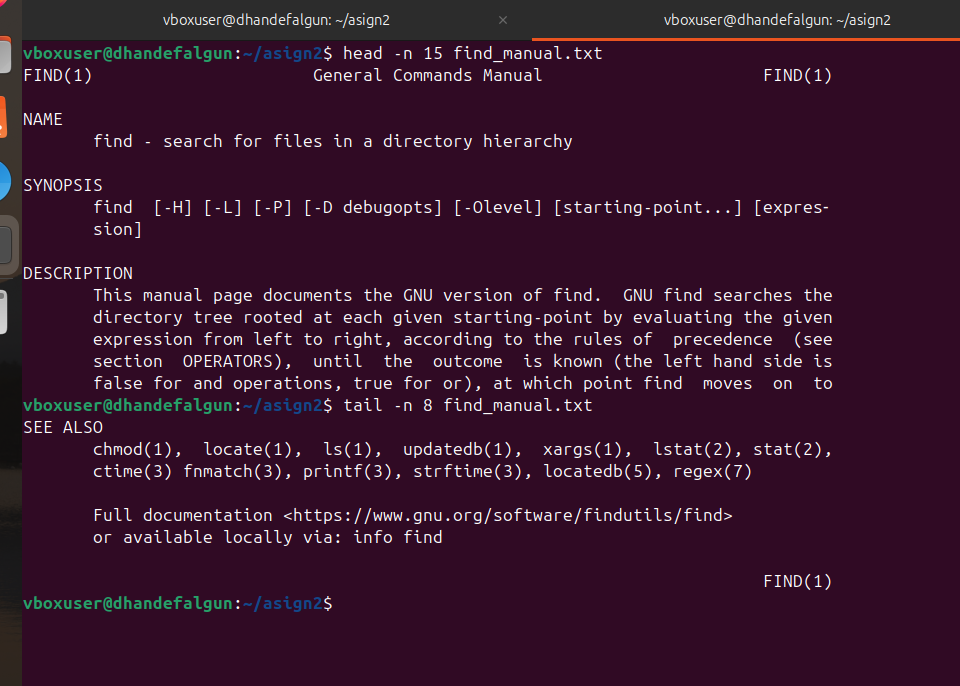 vboxuser@dhandefalgun: ~/asign2 × vboxuser@dhandefalgun: ~/asign2
vboxuser@dhandefalgun:~/asign2$ head -n 15 find_manual.txt
FIND(1)                      General Commands Manual                      FIND(1)

NAME
       find - search for files in a directory hierarchy

SYNOPSIS
       find  [-H] [-L] [-P] [-D debugopts] [-Olevel] [starting-point...] [expres-
       sion]

DESCRIPTION
       This manual page documents the GNU version of find.  GNU find searches the
       directory tree rooted at each given starting-point by evaluating the given
       expression from left to right, according to the rules of  precedence  (see
       section  OPERATORS),  until  the  outcome  is known (the left hand side is
       false for and operations, true for or), at which point find  moves  on  to
vboxuser@dhandefalgun:~/asign2$ tail -n 8 find_manual.txt
SEE ALSO
       chmod(1),  locate(1),  ls(1),  updatedb(1),  xargs(1),  lstat(2), stat(2),
       ctime(3) fnmatch(3), printf(3), strftime(3), locatedb(5), regex(7)

       Full documentation <https://www.gnu.org/software/findutils/find>
       or available locally via: info find

                                                                          FIND(1)
vboxuser@dhandefalgun:~/asign2$